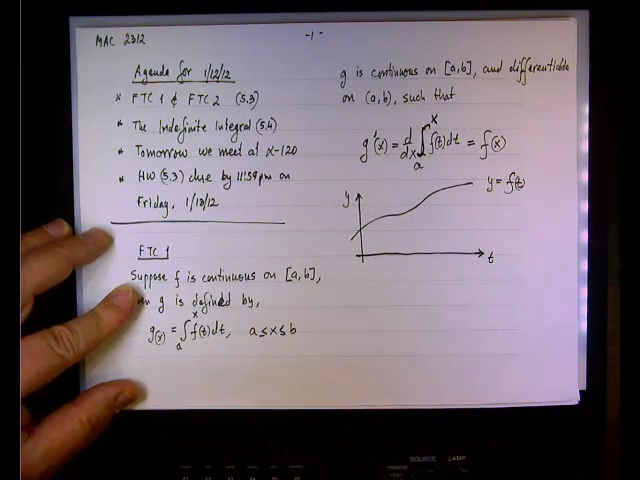 MAC 2312
-1-
Agenda for 1/12/12
* FTC 1 & FTC 2 (5.3)
* The Indefinite Integral (5.4)
* Tomorrow we meet at X-120
* HW (5.3) due by 11:59pm on
Friday, 1/13/12
FTC 1
Suppose f is continuous on [a,b],
g is defined by,
g(x) = ∫ₐˣ f(t)dt, a ≤ x ≤ b
g is continuous on [a,b], and differentiable
on (a,b), such that
g'(x) = d/dx ∫ₐˣ f(t)dt = f(x)
y
y = f(t)
t
SOURCE LAMP